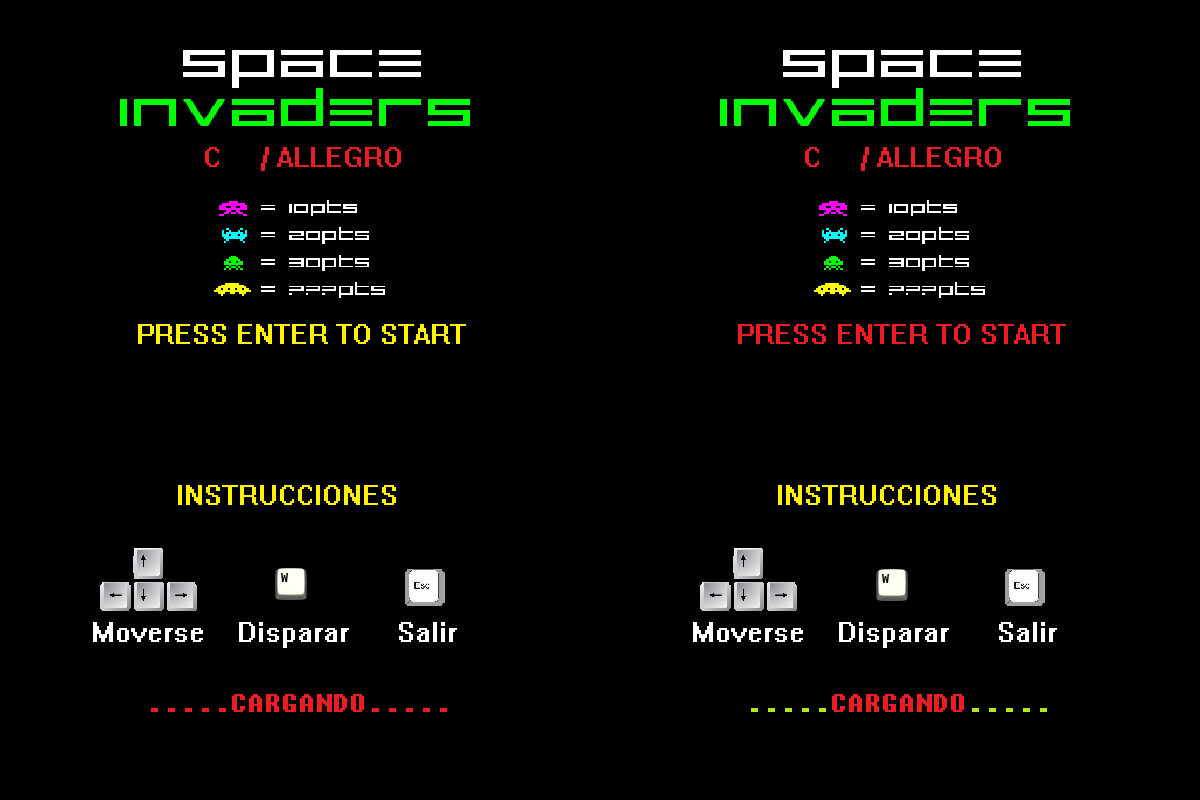 space space
invaders invaders
C /ALLEGRO C /ALLEGRO
= 10pts = 10pts
= 20pts = 20pts
= 30pts = 30pts
= ???pts = ???pts
PRESS ENTER TO START PRESS ENTER TO START
INSTRUCCIONES INSTRUCCIONES
↑ ↑
← ↓ → W Esc ← ↓ → W Esc
Moverse Disparar Salir Moverse Disparar Salir
.....CARGANDO..... .....CARGANDO.....